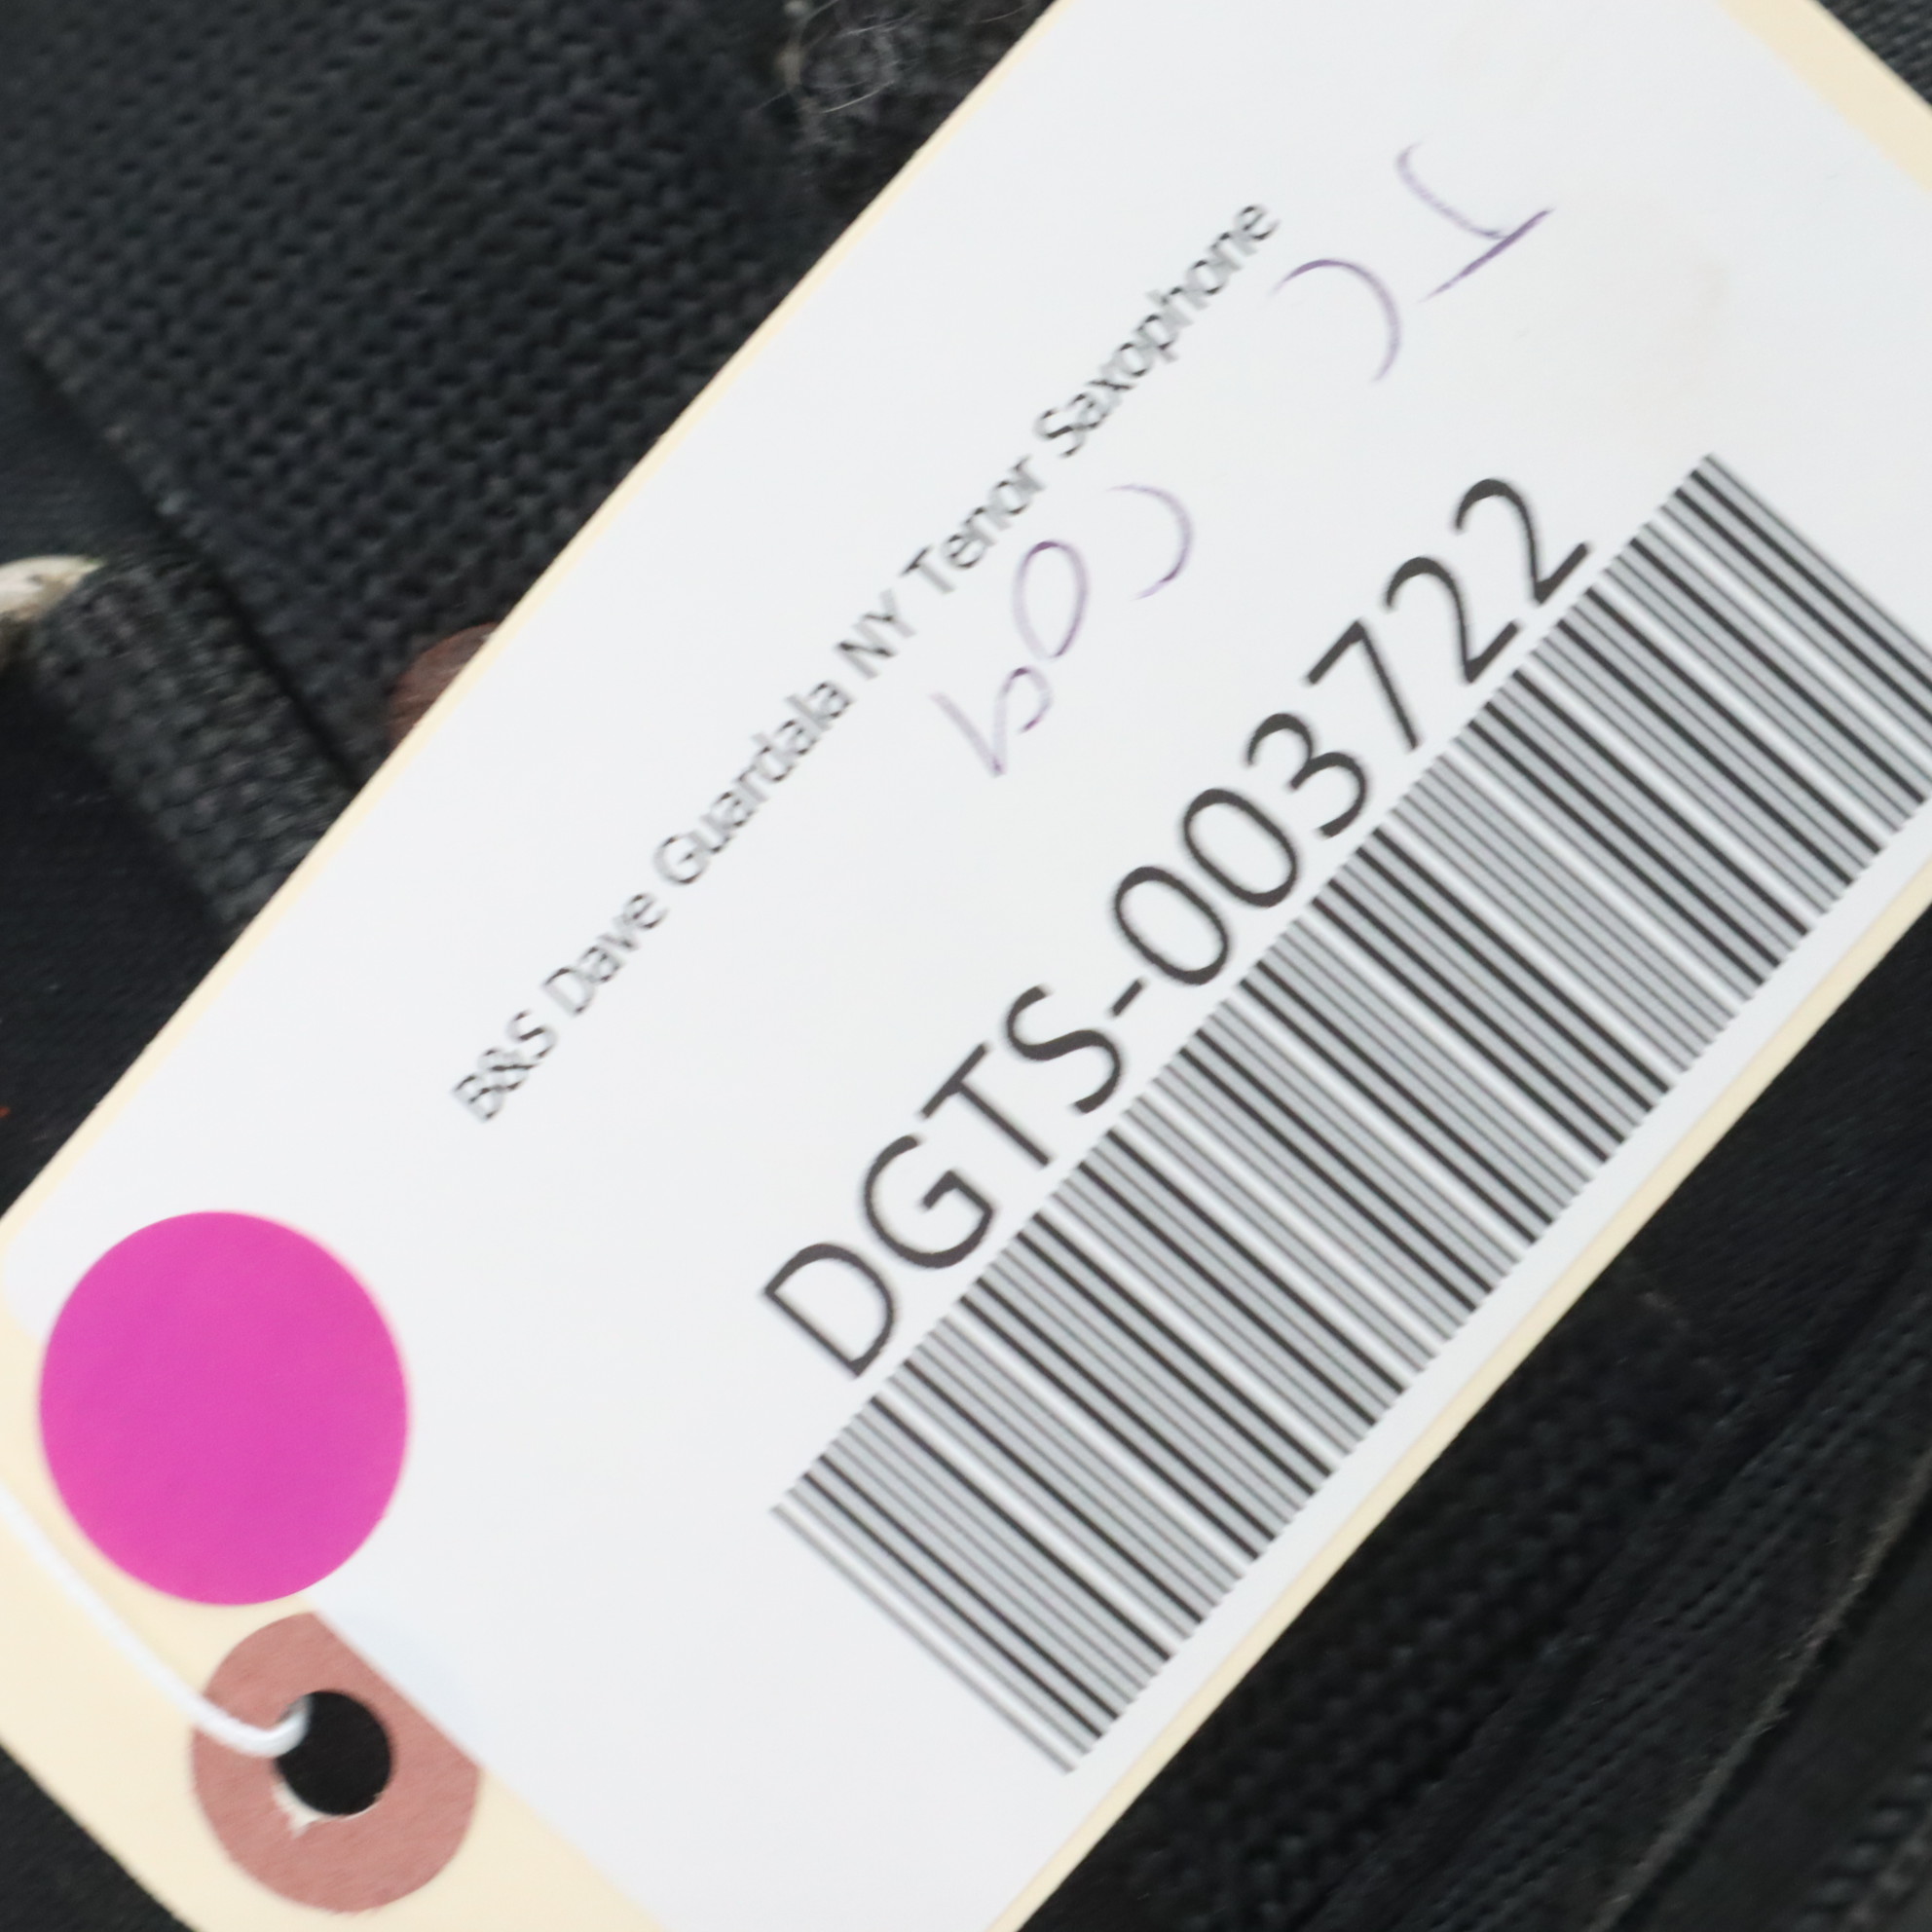 B&S Dave Guardala NY Tenor Saxophone
DGTS-003722